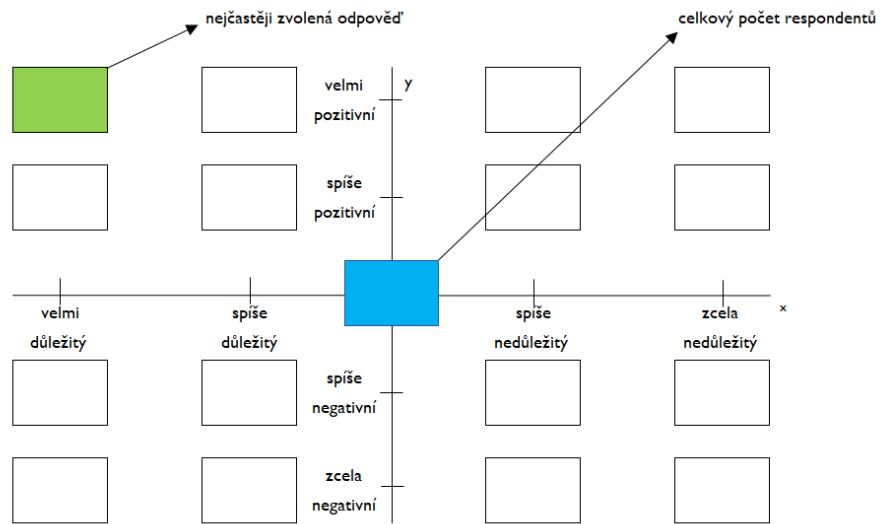 nejčastěji zvolená odpověď
celkový počet respondentů
velmi
pozitivní
y
spíše
pozitivní
velmi
důležitý
spíše
důležitý
spíše
nedůležitý
zcela
nedůležitý
x
spíše
negativní
zcela
negativní